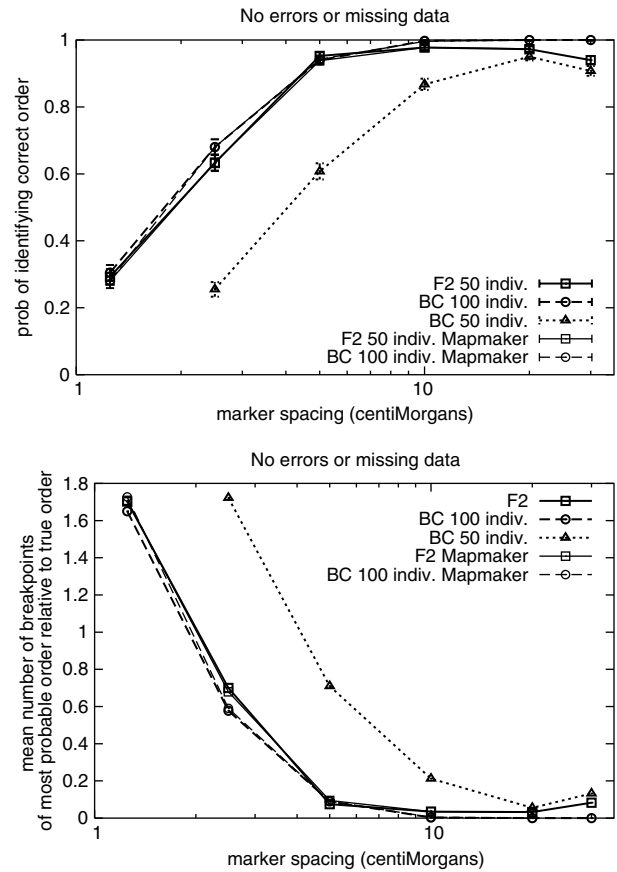 No errors or missing data
1
0.8
0.6
0.4
0.2
0
prob of identifying correct order
F2 50 indiv.
BC 100 indiv.
BC 50 indiv.
F2 50 indiv. Mapmaker
BC 100 indiv. Mapmaker
1
10
marker spacing (centiMorgans)
No errors or missing data
1.8
1.6
1.4
1.2
1
0.8
0.6
0.4
0.2
0
mean number of breakpoints
of most probable order relative to true order
F2
BC 100 indiv.
BC 50 indiv.
F2 Mapmaker
BC 100 indiv. Mapmaker
1
10
marker spacing (centiMorgans)